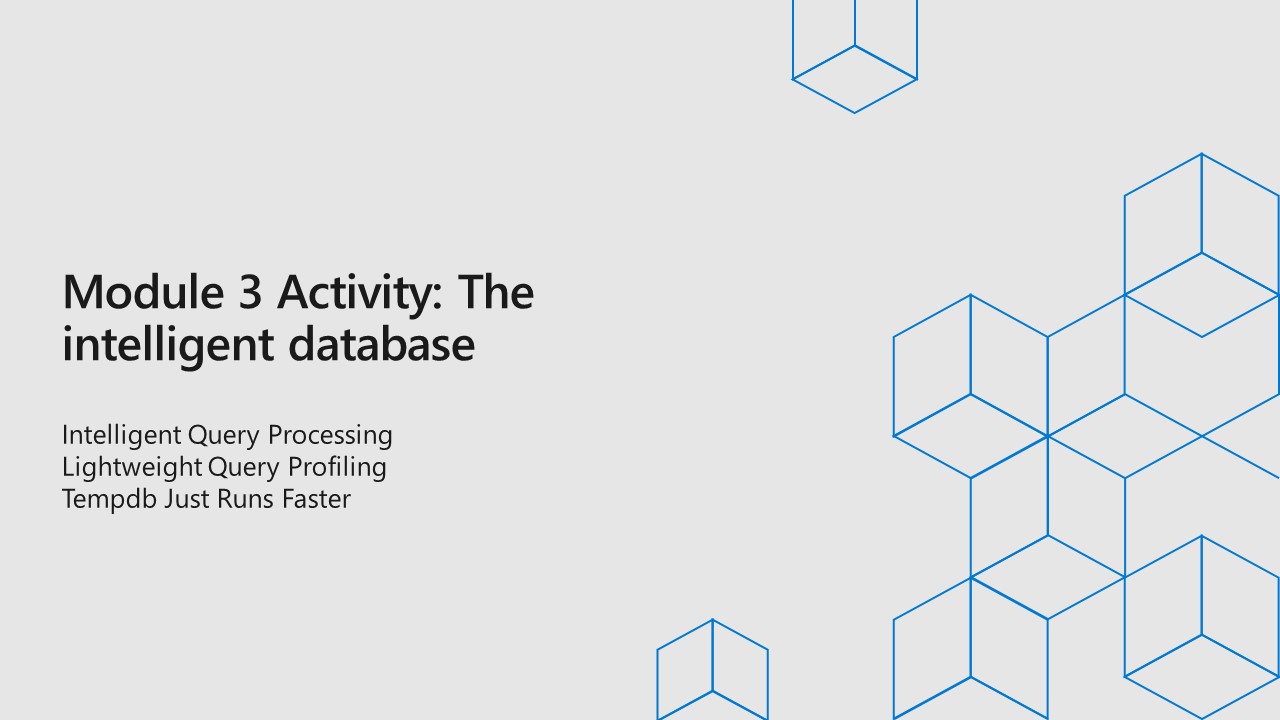 Module 3 Activity: The
intelligent database
Intelligent Query Processing
Lightweight Query Profiling
Tempdb Just Runs Faster